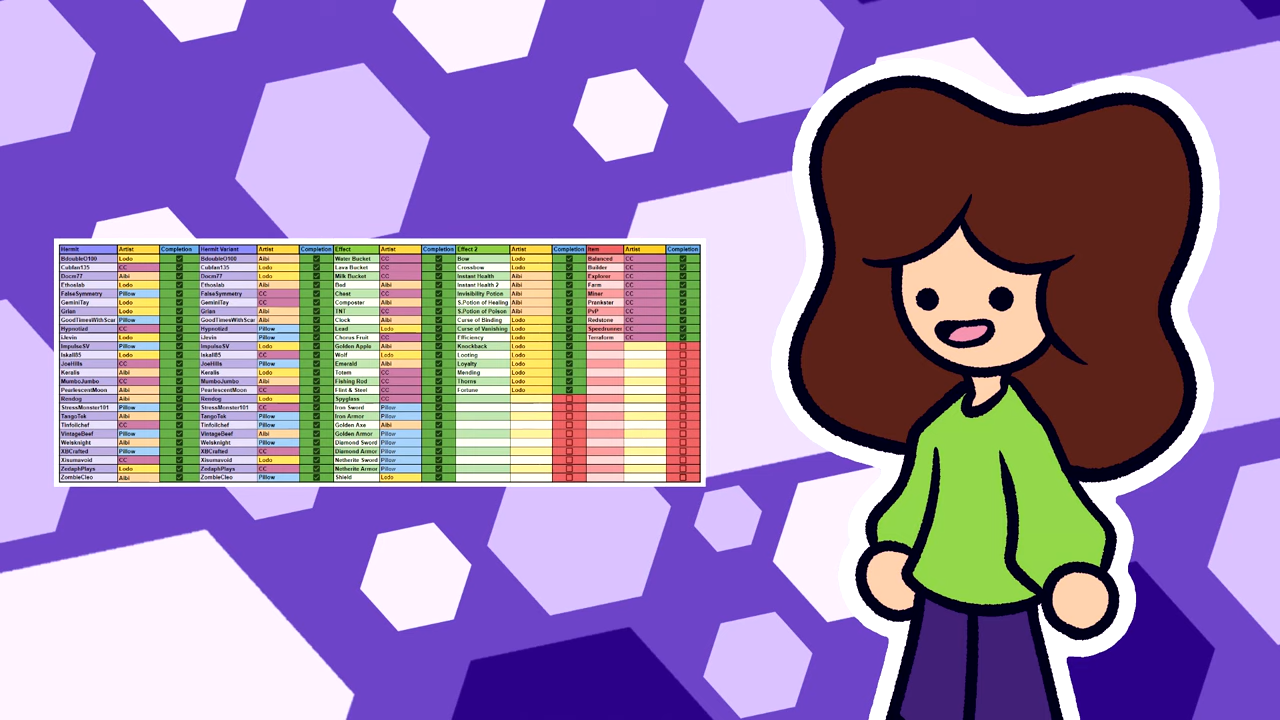 Hermit Artist Completion Hermit Variant Artist Completion Effect Artist Completion Effect 2 Artist Completion Item Artist Completion
BdoubleO100 Lodo BdoubleO100 Aibi Water Bucket CC Bow Lodo Balanced CC
Cubfan135 CC Cubfan135 Lodo Lava Bucket CC Crossbow Lodo Builder CC
Docm77 Aibi Docm77 Lodo Milk Bucket CC Instant Health Aibi Explorer CC
Ethoslab Lodo Ethoslab Aibi Bed Aibi Instant Health 2 Aibi Farm CC
FalseSymmetry Pillow FalseSymmetry CC Chest CC Invisibility Potion Aibi Miner CC
GeminiTay Lodo GeminiTay CC Composter Aibi S.Potion of Healing Aibi Prankster CC
Grian Lodo Grian Aibi TNT CC S.Potion of Poison Aibi PvP CC
GoodTimesWithScar Pillow GoodTimesWithScar Aibi Clock Aibi Curse of Binding Lodo Redstone CC
Hypnotizd CC Hypnotizd Pillow Lead Lodo Curse of Vanishing Lodo Speedrunner CC
iJevin Lodo iJevin Pillow Chorus Fruit CC Efficiency Lodo Terraform CC
ImpulseSV Pillow ImpulseSV Lodo Golden Apple Aibi Knockback Lodo
Iskall85 Lodo Iskall85 CC Wolf Lodo Looting Lodo
JoeHills CC JoeHills Pillow Emerald Aibi Loyalty Lodo
Keralis Aibi Keralis Lodo Totem CC Mending Lodo
MumboJumbo CC MumboJumbo CC Fishing Rod CC Thorns Lodo
PearlescentMoon Aibi PearlescentMoon CC Flint & Steel CC Fortune Lodo
Rendog Aibi Rendog Lodo Spyglass CC
StressMonster101 Pillow StressMonster101 CC Iron Sword Pillow
TangoTek Aibi TangoTek Pillow Iron Armor Pillow
Tinfoilchef CC Tinfoilchef CC Golden Axe Aibi
VintageBeef Pillow VintageBeef Aibi Golden Armor Pillow
Welsknight Aibi Welsknight Pillow Diamond Sword Pillow
XBCrafted Pillow XBCrafted CC Diamond Armor Pillow
Xisumavoid CC Xisumavoid Lodo Netherite Sword Pillow
ZedaphPlays Lodo ZedaphPlays CC Netherite Armor Pillow
ZombieCleo Aibi ZombieCleo Pillow Shield Lodo